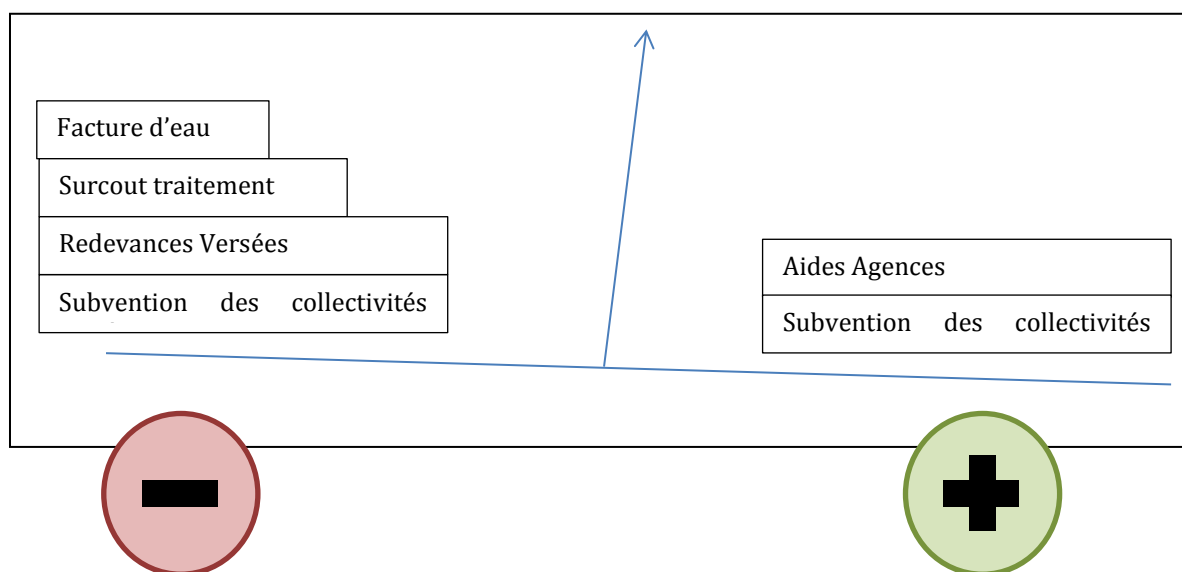 Facture d’eau
Surcout traitement
Redevances Versées
Subvention des collectivités
Aides Agences
Subvention des collectivités